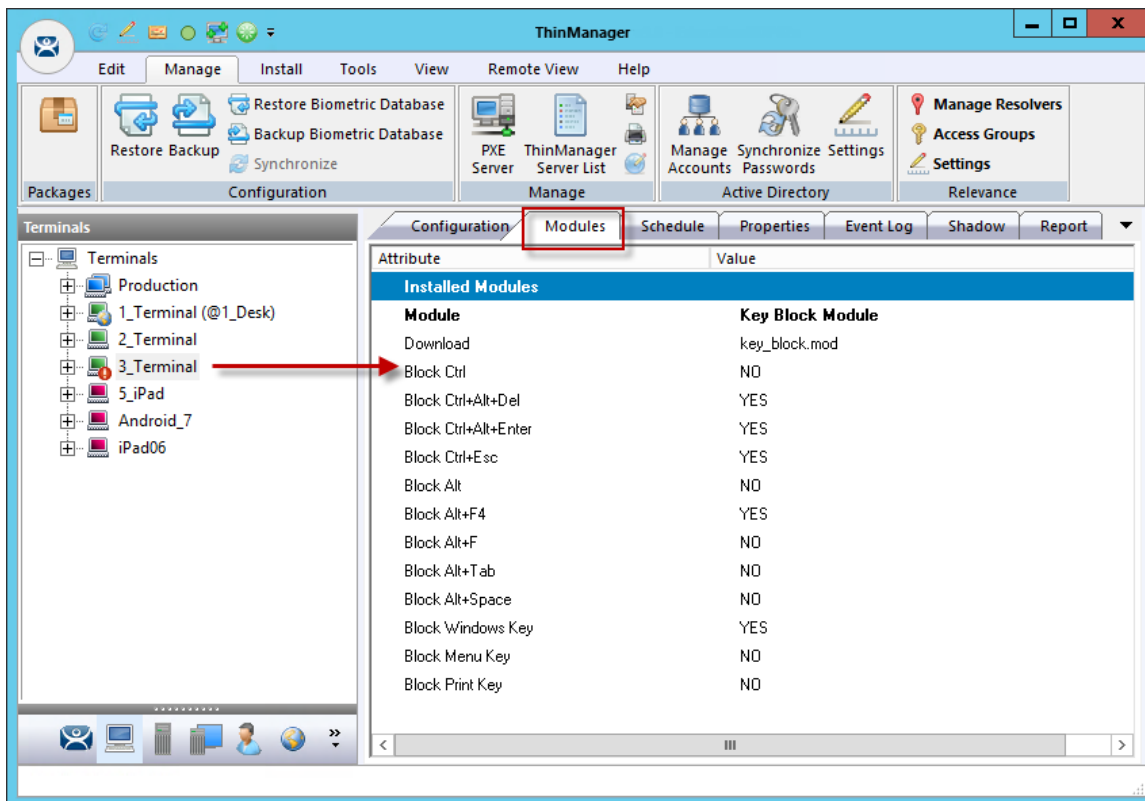 ThinManager
Edit Manage Install Tools View Remote View Help
Restore Biometric Database
Backup Biometric Database
Synchronize
Restore Backup
PXE Server
ThinManager Server List
Manage Accounts
Synchronize Passwords
Settings
Manage Resolvers
Access Groups
Settings
Packages Configuration Manage Active Directory Relevance
Terminals
Terminals
Production
1_Terminal (@1_Desk)
2_Terminal
3_Terminal
5_iPad
Android_7
iPad06
Configuration Modules Schedule Properties Event Log Shadow Report
Attribute Value
Installed Modules
Module Key Block Module
Download key_block.mod
Block Ctrl NO
Block Ctrl+Alt+Del YES
Block Ctrl+Alt+Enter YES
Block Ctrl+Esc YES
Block Alt NO
Block Alt+F4 YES
Block Alt+F NO
Block Alt+Tab NO
Block Alt+Space NO
Block Windows Key YES
Block Menu Key NO
Block Print Key NO